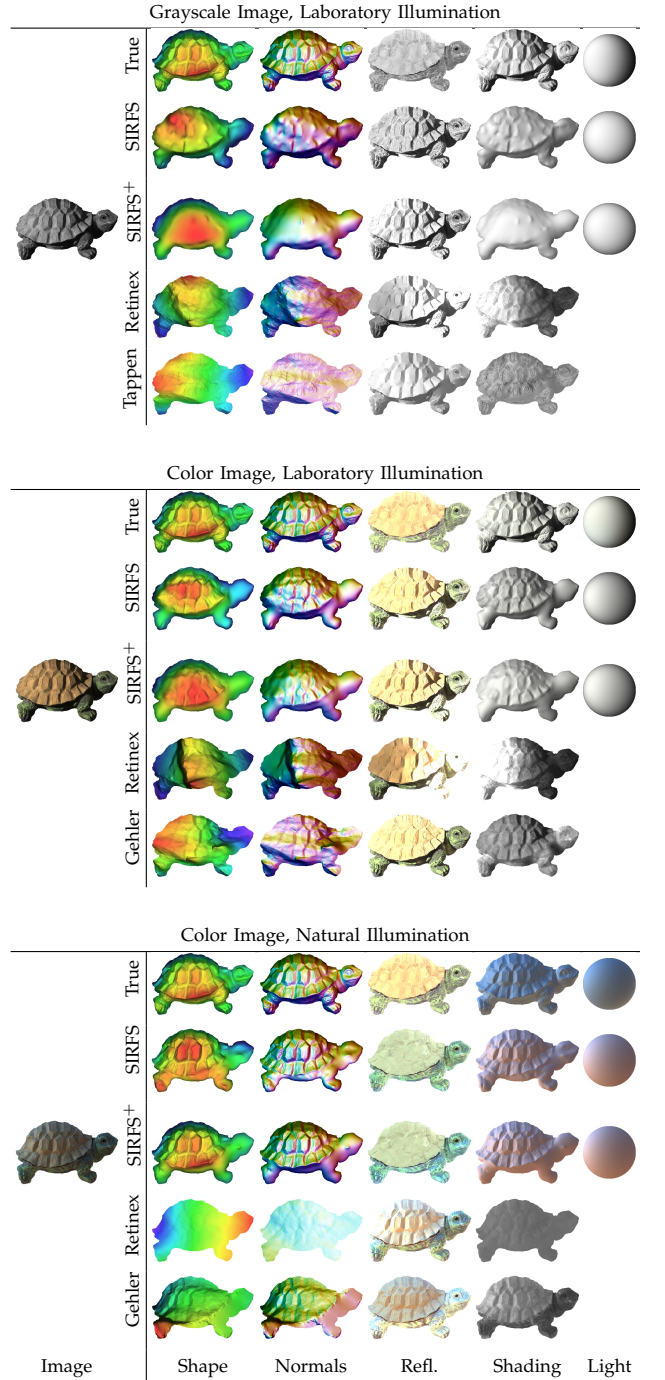 Grayscale Image, Laboratory Illumination
True
SIRFS
SIRFS+
Retinex
Tappen
Color Image, Laboratory Illumination
True
SIRFS
SIRFS+
Retinex
Gehler
Color Image, Natural Illumination
True
SIRFS
SIRFS+
Retinex
Gehler
Image Shape Normals Refl. Shading Light